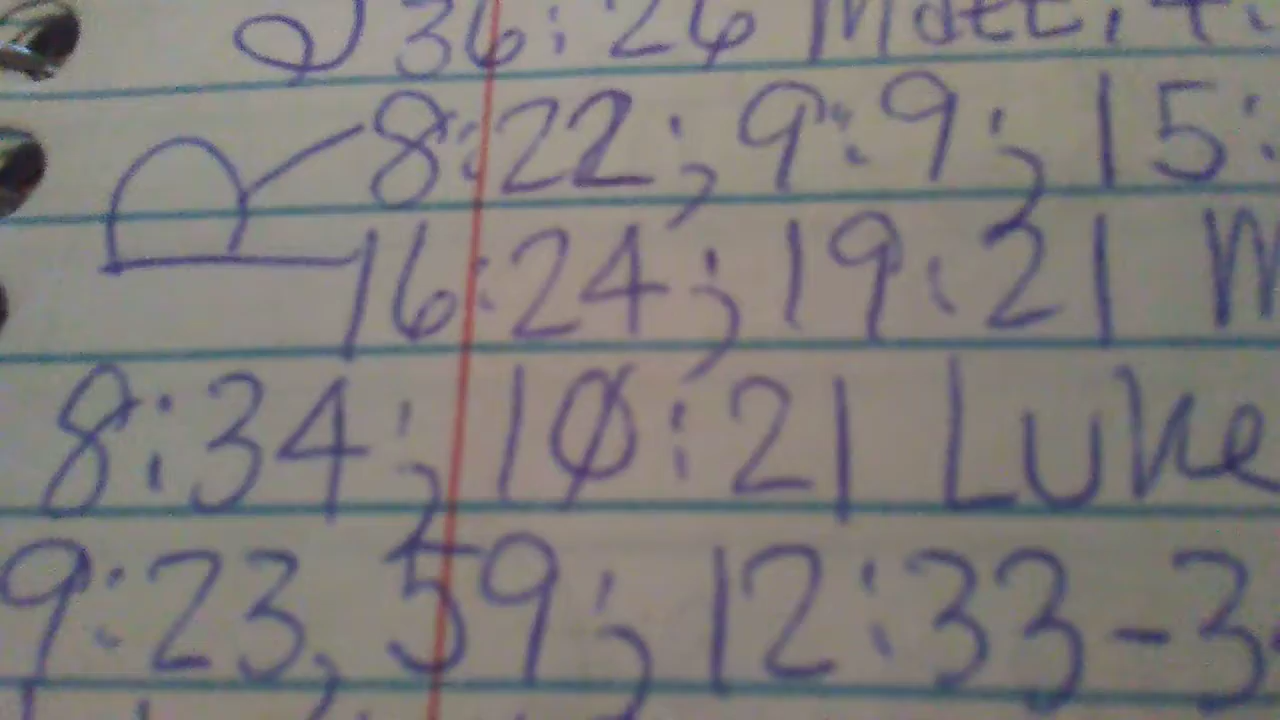 36:26 Matt. 4:
8:22; 9:9; 15:
16:24; 19:21 M
8:34; 10:21 Luke
9:23, 59; 12:33-3